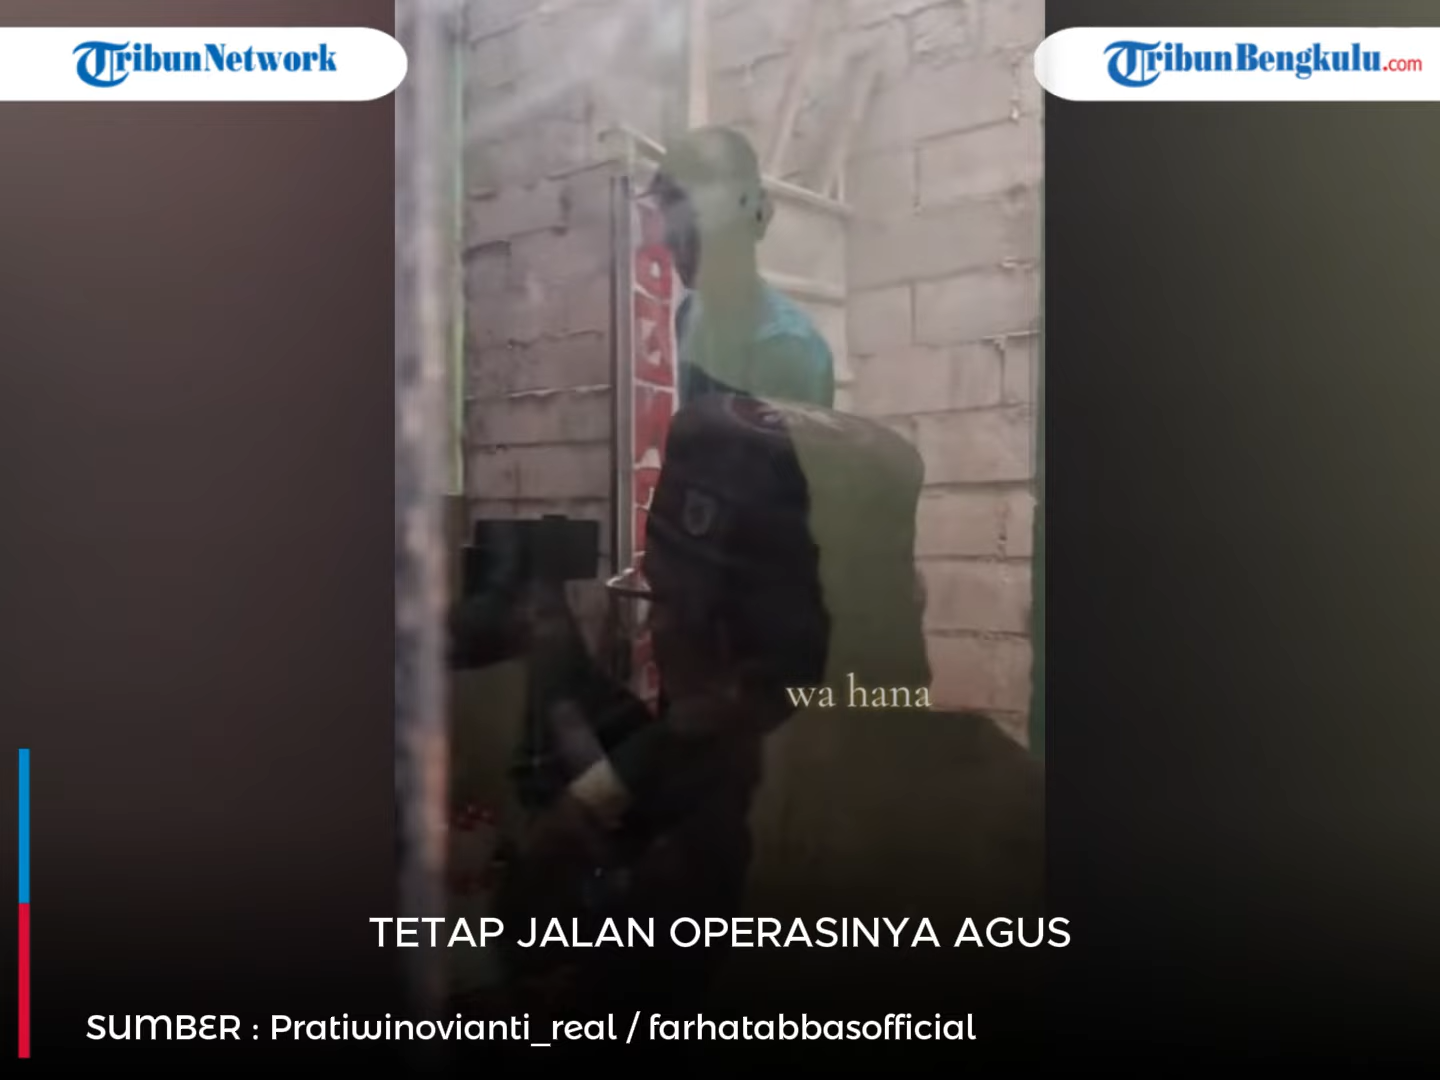 TribunNetwork
TribunBengkulu.com
wa hana
TETAP JALAN OPERASINYA AGUS
SUMBER : Pratiwinovianti_real / farhatabbasofficial